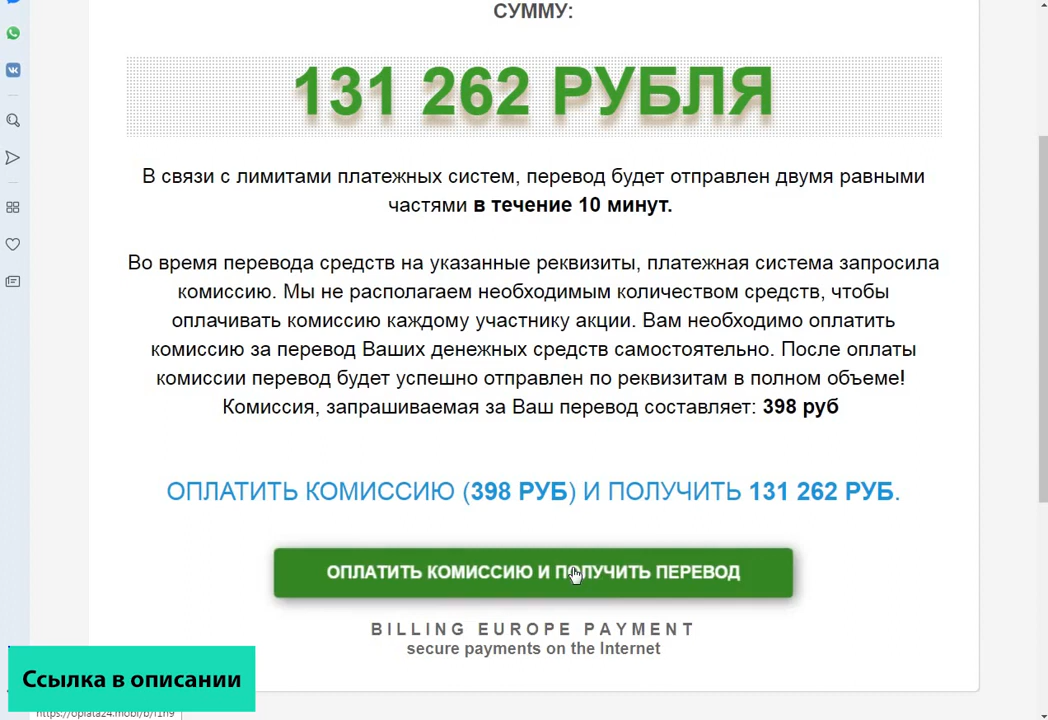 СУММУ:
131 262 РУБЛЯ
В связи с лимитами платежных систем, перевод будет отправлен двумя равными
частями в течение 10 минут.
Во время перевода средств на указанные реквизиты, платежная система запросила
комиссию. Мы не располагаем необходимым количеством средств, чтобы
оплачивать комиссию каждому участнику акции. Вам необходимо оплатить
комиссию за перевод Ваших денежных средств самостоятельно. После оплаты
комиссии перевод будет успешно отправлен по реквизитам в полном объеме!
Комиссия, запрашиваемая за Ваш перевод составляет: 398 руб
ОПЛАТИТЬ КОМИССИЮ (398 РУБ) И ПОЛУЧИТЬ 131 262 РУБ.
ОПЛАТИТЬ КОМИССИЮ И ПОЛУЧИТЬ ПЕРЕВОД
BILLING EUROPE PAYMENT
secure payments on the Internet
Ссылка в описании